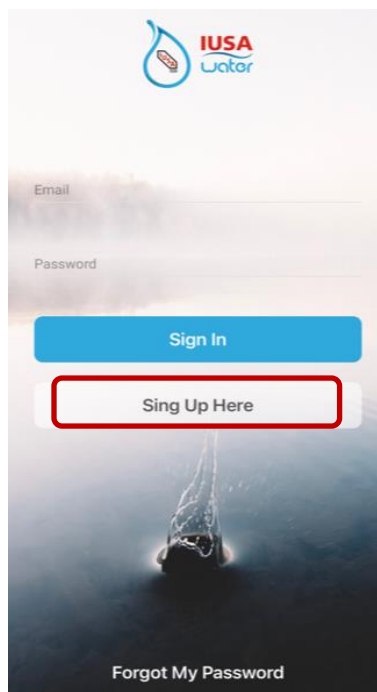 IUSA
water
Email
Password
Sign In
Sing Up Here
Forgot My Password